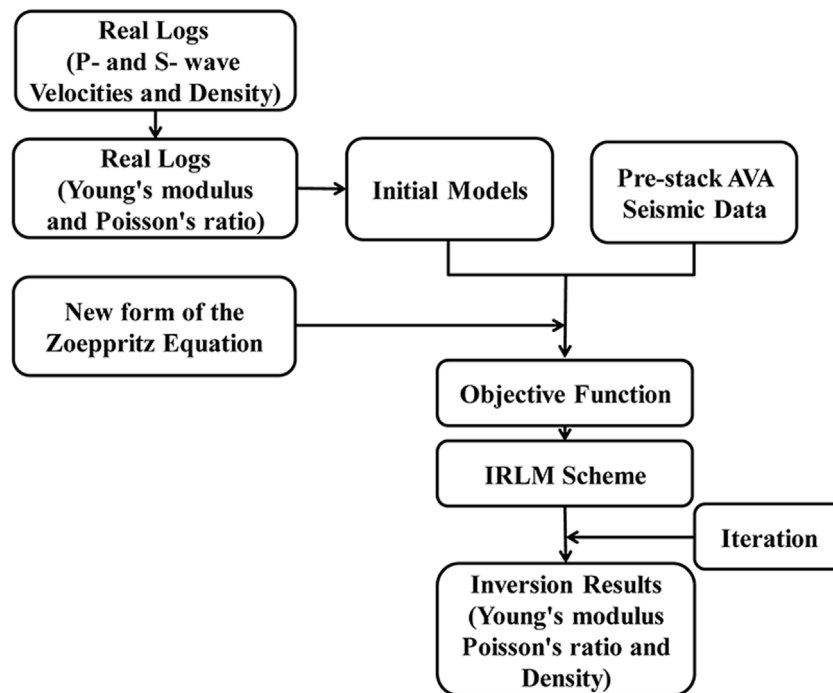 Real Logs
(P- and S- wave
Velocities and Density)
Real Logs
(Young's modulus
and Poisson's ratio)
Initial Models
Pre-stack AVA
Seismic Data
New form of the
Zoeppritz Equation
Objective Function
IRLM Scheme
Iteration
Inversion Results
(Young's modulus
Poisson's ratio and
Density)